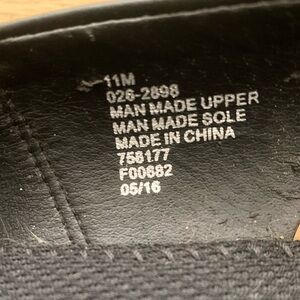 11M
026-2898
MAN MADE UPPER
MAN MADE SOLE
MADE IN CHINA
758177
F00682
05/16